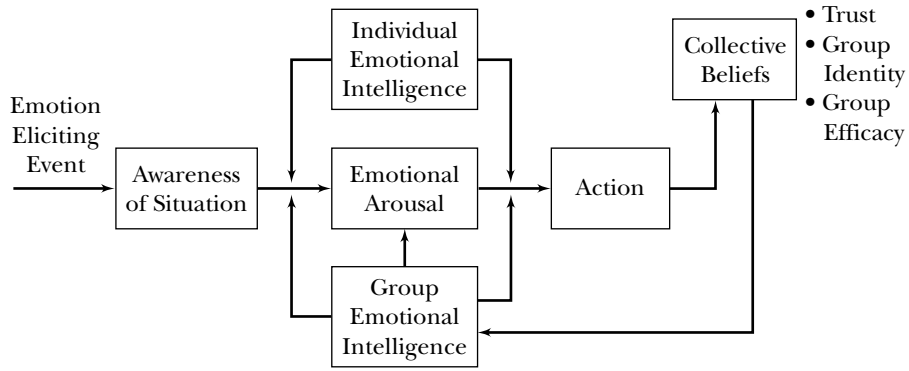 Emotion
Eliciting
Event
Awareness
of Situation
Individual
Emotional
Intelligence
Emotional
Arousal
Group
Emotional
Intelligence
Action
Collective
Beliefs
• Trust
• Group
Identity
• Group
Efficacy